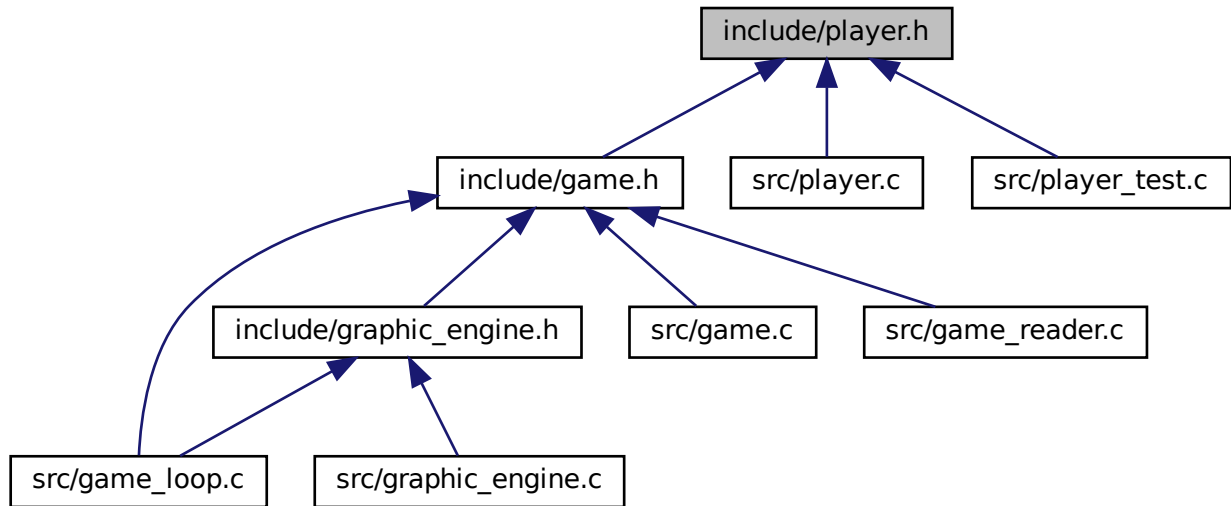 include/player.h
include/game.h
src/player.c
src/player_test.c
include/graphic_engine.h
src/game.c
src/game_reader.c
src/game_loop.c
src/graphic_engine.c